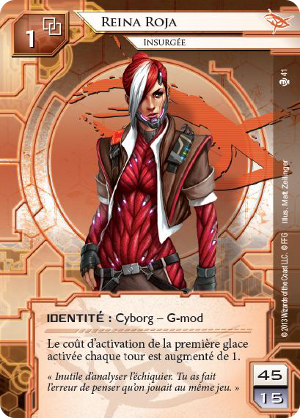 1
REINA ROJA
INSURGÉE
41
Illus. Matt Zeilinger
© FFG
© 2013 Wizards of the Coast LLC.
IDENTITÉ : Cyborg – G-mod
Le coût d'activation de la première glace
activée chaque tour est augmenté de 1.
« Inutile d'analyser l'échiquier. Tu as fait
l'erreur de penser qu'on jouait au même jeu. »
45
15